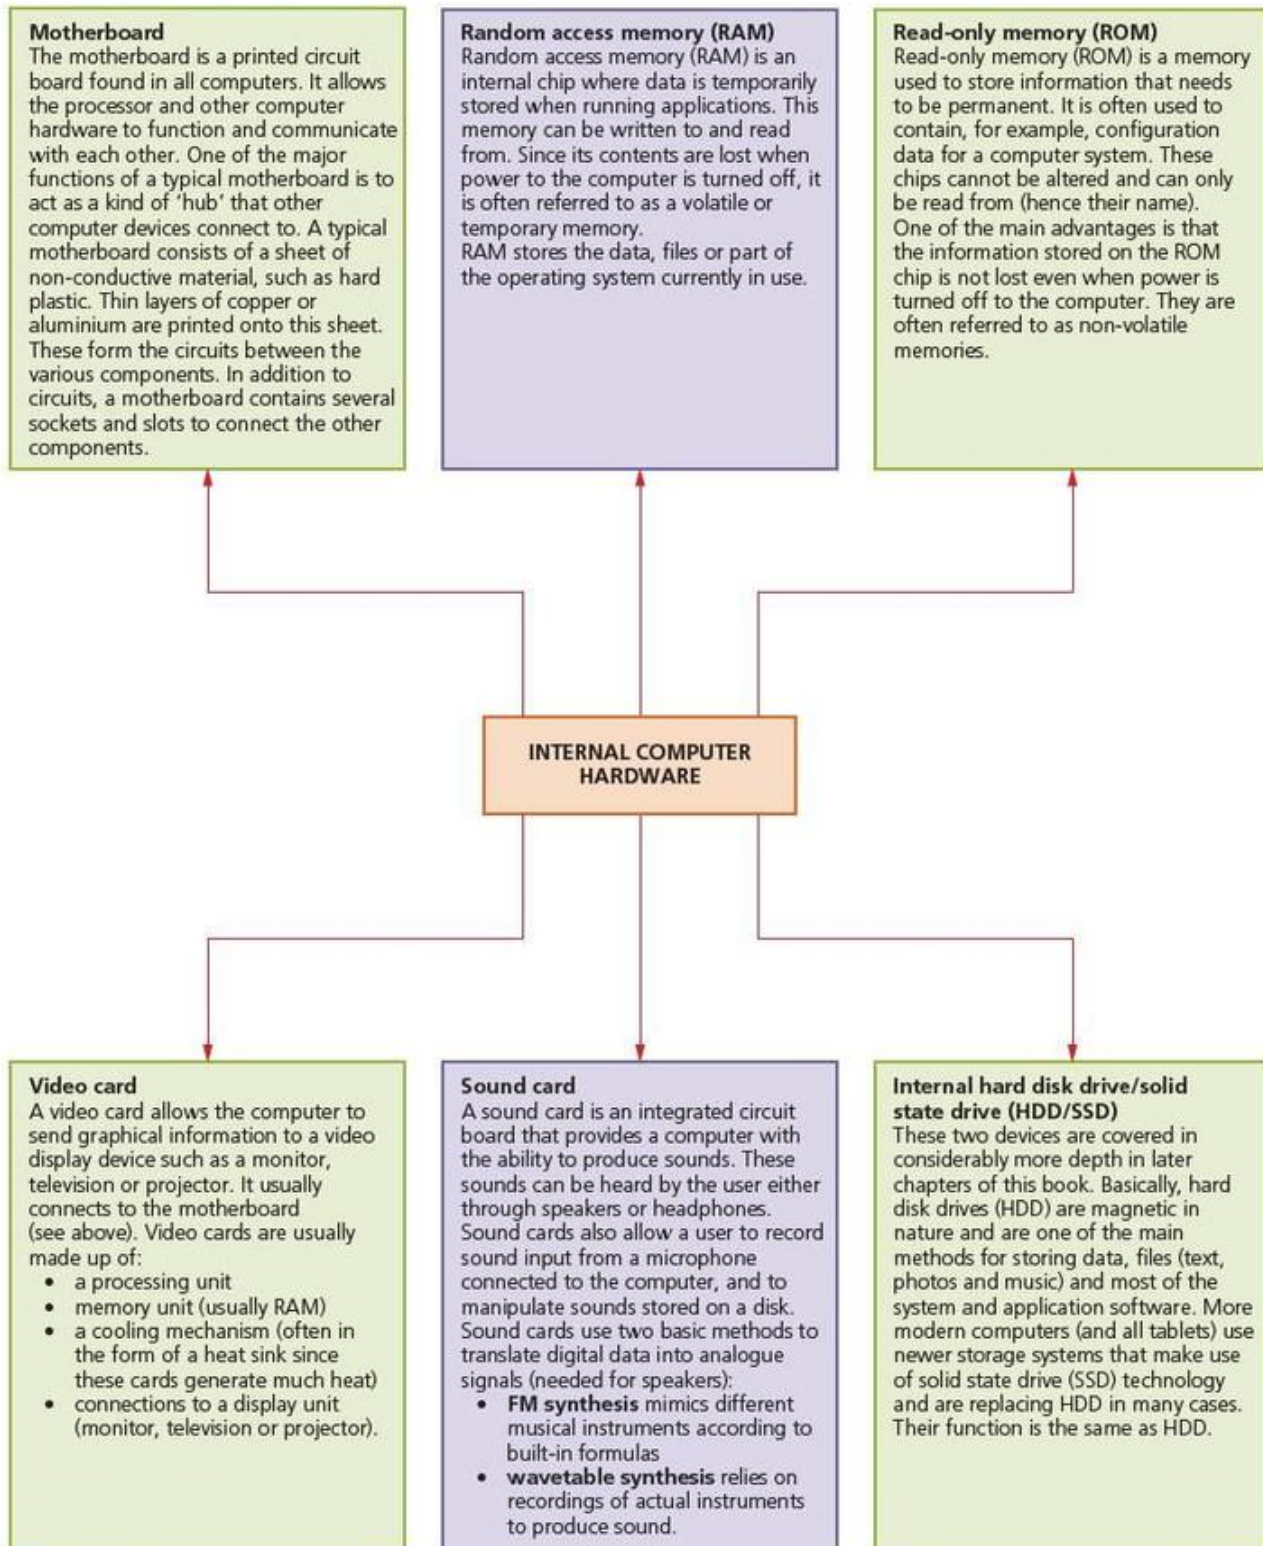 Motherboard
The motherboard is a printed circuit
board found in all computers. It allows
the processor and other computer
hardware to function and communicate
with each other. One of the major
functions of a typical motherboard is to
act as a kind of ‘hub’ that other
computer devices connect to. A typical
motherboard consists of a sheet of
non-conductive material, such as hard
plastic. Thin layers of copper or
aluminium are printed onto this sheet.
These form the circuits between the
various components. In addition to
circuits, a motherboard contains several
sockets and slots to connect the other
components.
Random access memory (RAM)
Random access memory (RAM) is an
internal chip where data is temporarily
stored when running applications. This
memory can be written to and read
from. Since its contents are lost when
power to the computer is turned off, it
is often referred to as a volatile or
temporary memory.
RAM stores the data, files or part of
the operating system currently in use.
Read-only memory (ROM)
Read-only memory (ROM) is a memory
used to store information that needs
to be permanent. It is often used to
contain, for example, configuration
data for a computer system. These
chips cannot be altered and can only
be read from (hence their name).
One of the main advantages is that
the information stored on the ROM
chip is not lost even when power is
turned off to the computer. They are
often referred to as non-volatile
memories.
INTERNAL COMPUTER
HARDWARE
Video card
A video card allows the computer to
send graphical information to a video
display device such as a monitor,
television or projector. It usually
connects to the motherboard
(see above). Video cards are usually
made up of:
• a processing unit
• memory unit (usually RAM)
• a cooling mechanism (often in
the form of a heat sink since
these cards generate much heat)
• connections to a display unit
(monitor, television or projector).
Sound card
A sound card is an integrated circuit
board that provides a computer with
the ability to produce sounds. These
sounds can be heard by the user either
through speakers or headphones.
Sound cards also allow a user to record
sound input from a microphone
connected to the computer, and to
manipulate sounds stored on a disk.
Sound cards use two basic methods to
translate digital data into analogue
signals (needed for speakers):
• FM synthesis mimics different
musical instruments according to
built-in formulas
• wavetable synthesis relies on
recordings of actual instruments
to produce sound.
Internal hard disk drive/solid
state drive (HDD/SSD)
These two devices are covered in
considerably more depth in later
chapters of this book. Basically, hard
disk drives (HDD) are magnetic in
nature and are one of the main
methods for storing data, files (text,
photos and music) and most of the
system and application software. More
modern computers (and all tablets) use
newer storage systems that make use
of solid state drive (SSD) technology
and are replacing HDD in many cases.
Their function is the same as HDD.